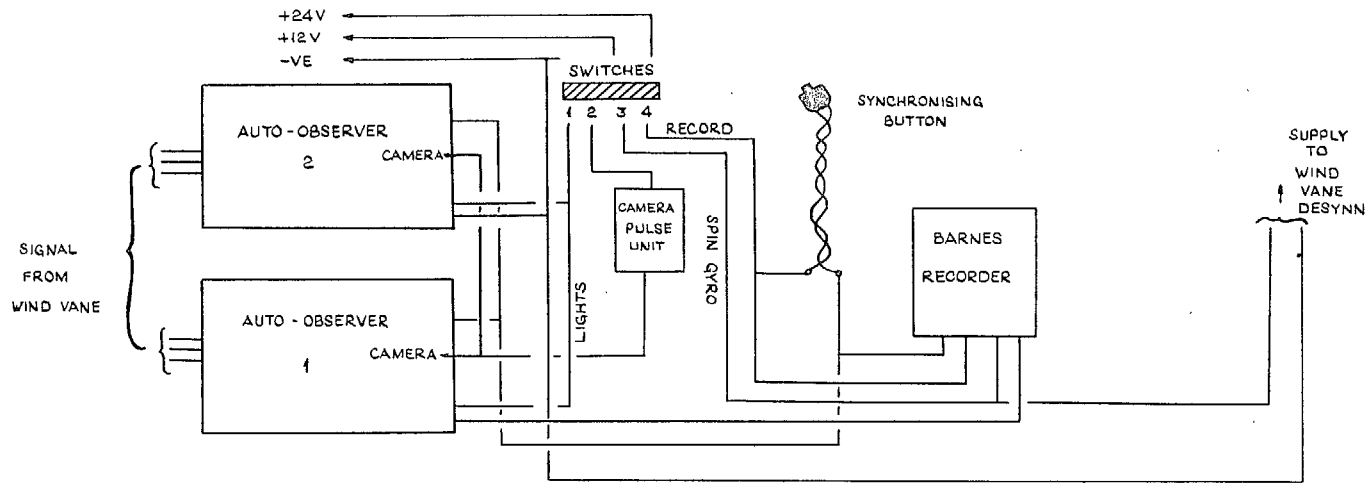 +24V
+12V
-VE
SWITCHES
1 2 3 4
RECORD
SYNCHRONISING
BUTTON
SUPPLY
TO
WIND
VANE
DESYNN
AUTO-OBSERVER
2
CAMERA
CAMERA
PULSE
UNIT
SPIN GYRO
BARNES
RECORDER
SIGNAL
FROM
WIND VANE
LIGHTS
AUTO-OBSERVER
1
CAMERA